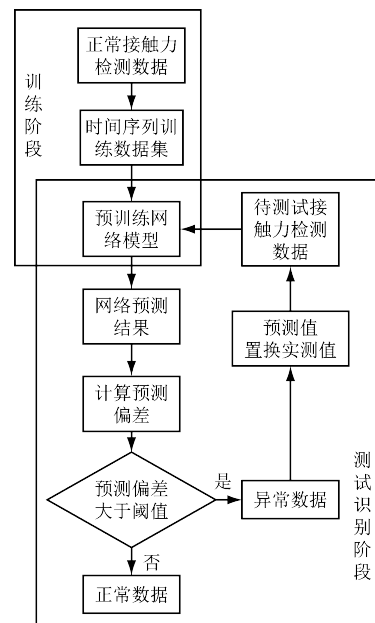 训
练
阶
段
正常接触力
检测数据
时间序列训
练数据集
预训练网
络模型
待测试接
触力检测
数据
网络预测
结果
预测值
置换实测值
计算预测
偏差
预测偏差
大于阈值
是
异常数据
否
正常数据
测
试
识
别
阶
段